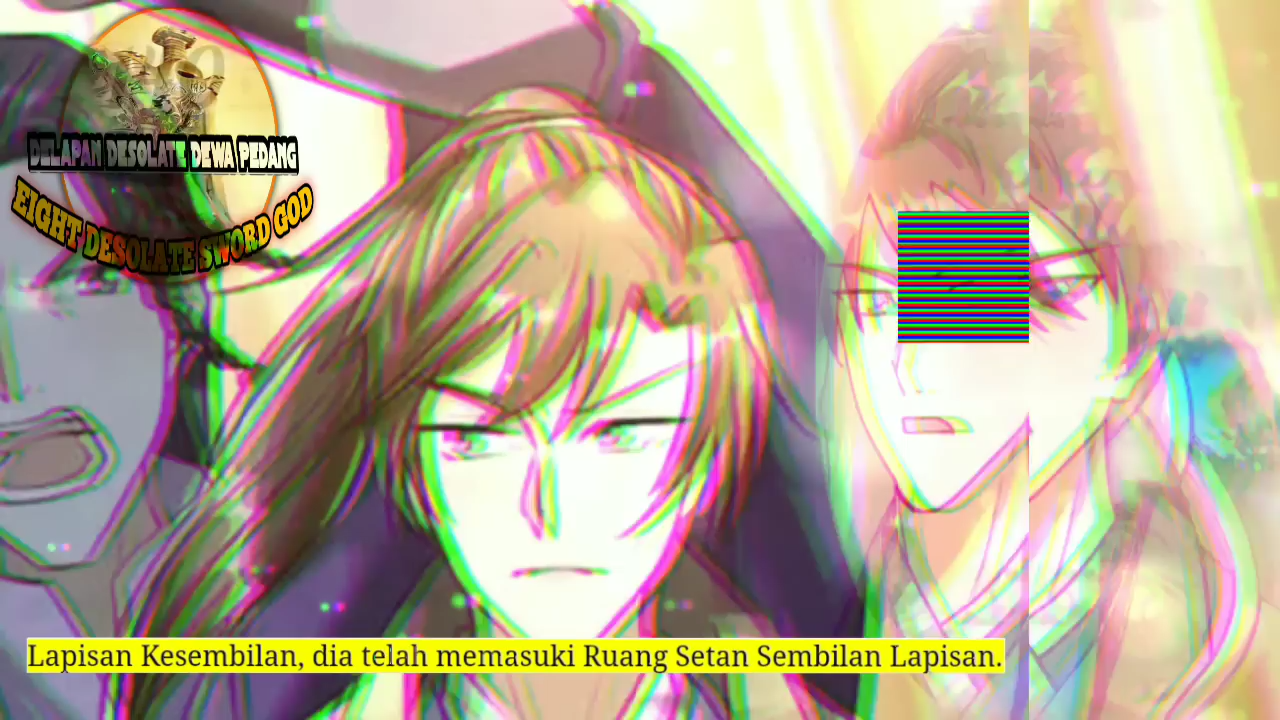 DELAPAN DESOLATE DEWA PEDANG
EIGHT DESOLATE SWORD GOD
Lapisan Kesembilan, dia telah memasuki Ruang Setan Sembilan Lapisan.